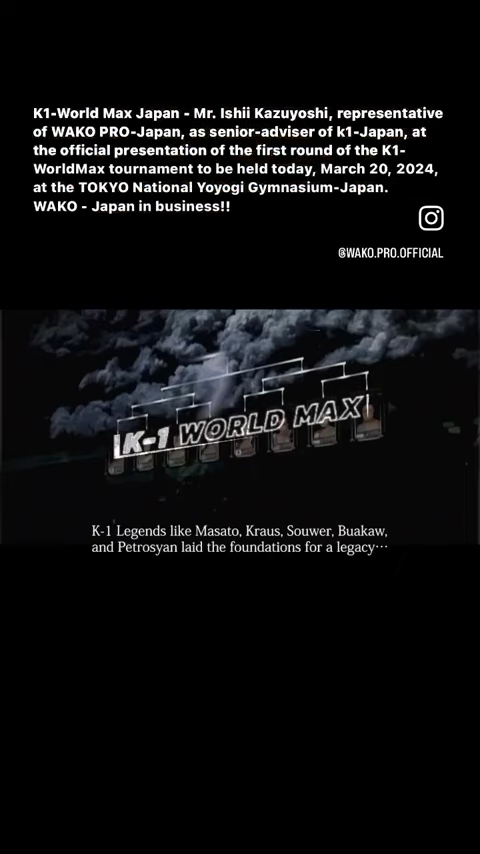 K1-World Max Japan - Mr. Ishii Kazuyoshi, representative
of WAKO PRO-Japan, as senior-adviser of k1-Japan, at
the official presentation of the first round of the K1-
WorldMax tournament to be held today, March 20, 2024,
at the TOKYO National Yoyogi Gymnasium-Japan.
WAKO - Japan in business!!
@WAKO.PRO.OFFICIAL
K-1 WORLD MAX
K-1 Legends like Masato, Kraus, Souwer, Buakaw,
and Petrosyan laid the foundations for a legacy…